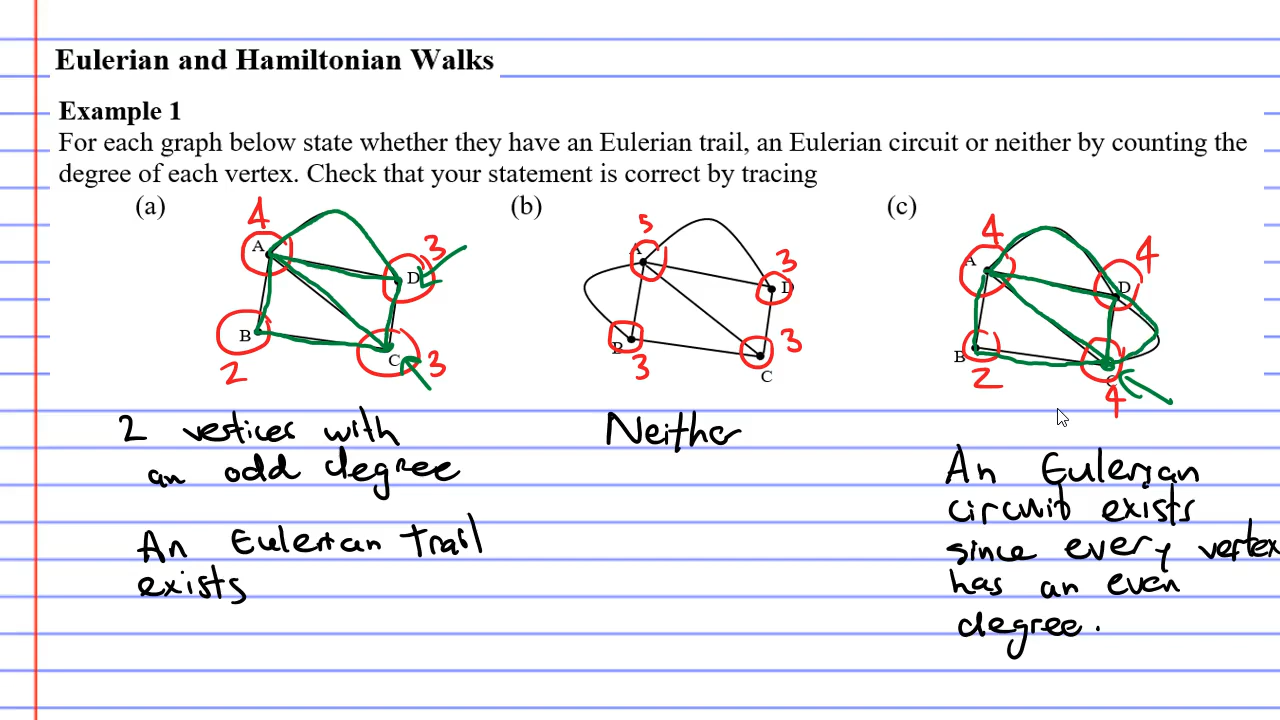 Eulerian and Hamiltonian Walks
Example 1
For each graph below state whether they have an Eulerian trail, an Eulerian circuit or neither by counting the
degree of each vertex. Check that your statement is correct by tracing
(a)
4
A
3
D
B
2
C
3
2 vertices with
an odd degree
An Eulerian trail
exists
(b)
5
A
3
D
B
3
C
3
Neither
(c)
4
A
4
D
B
2
C
4
An Eulerian
circuit exists
since every vertex
has an even
degree.